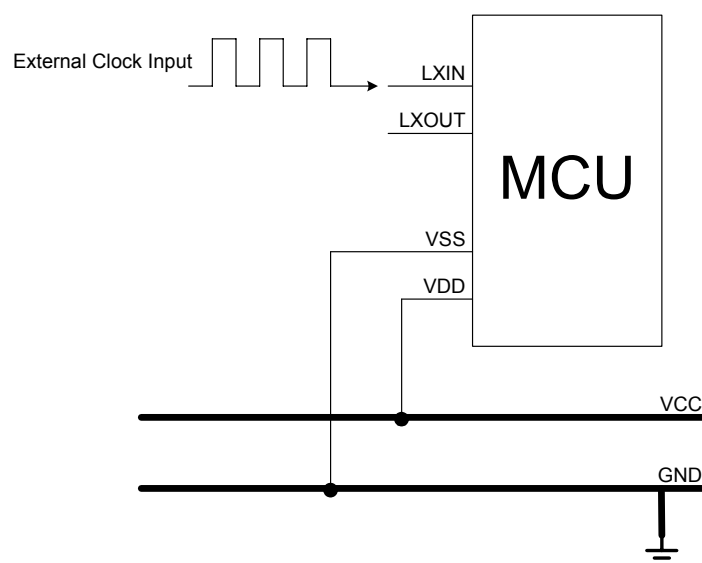 External Clock Input
LXIN
LXOUT
MCU
VSS
VDD
VCC
GND